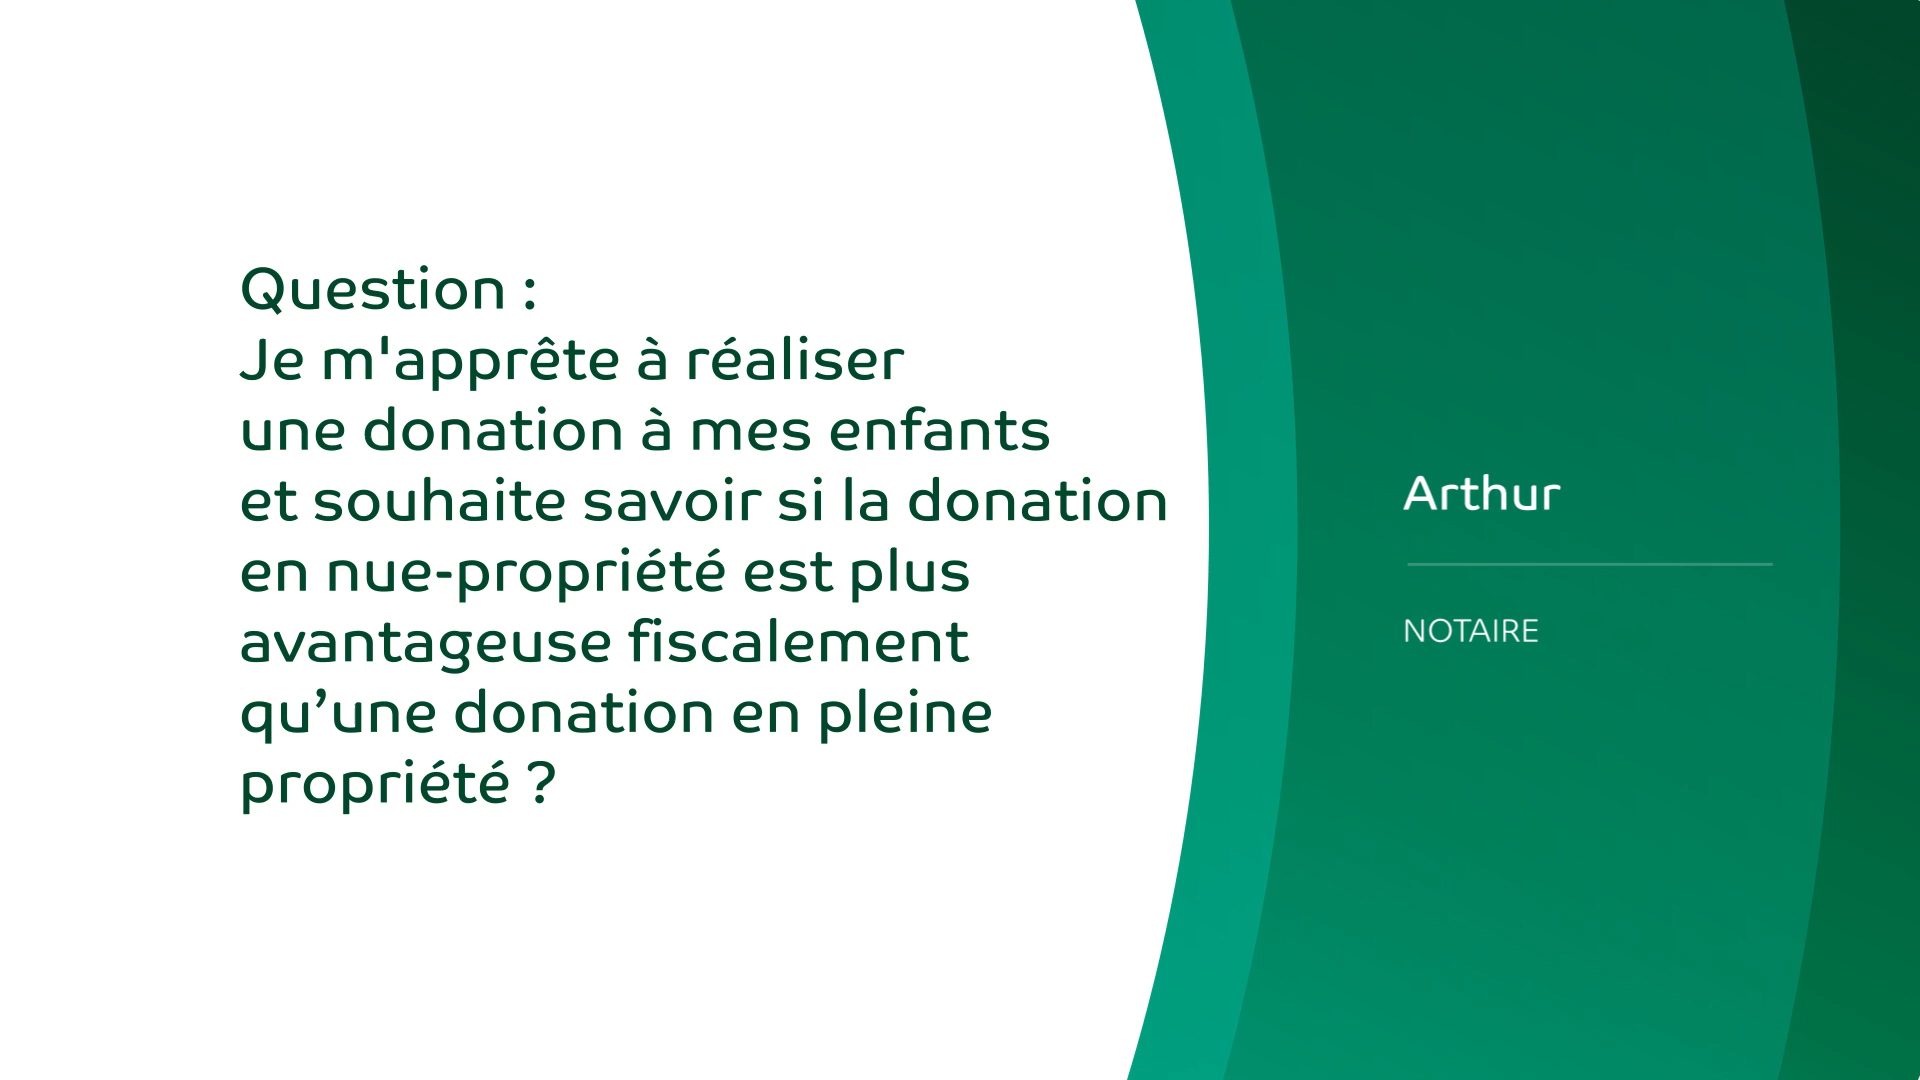 Question :
Je m'apprête à réaliser
une donation à mes enfants
et souhaite savoir si la donation
en nue-propriété est plus
avantageuse fiscalement
qu’une donation en pleine
propriété ?
Arthur
NOTAIRE